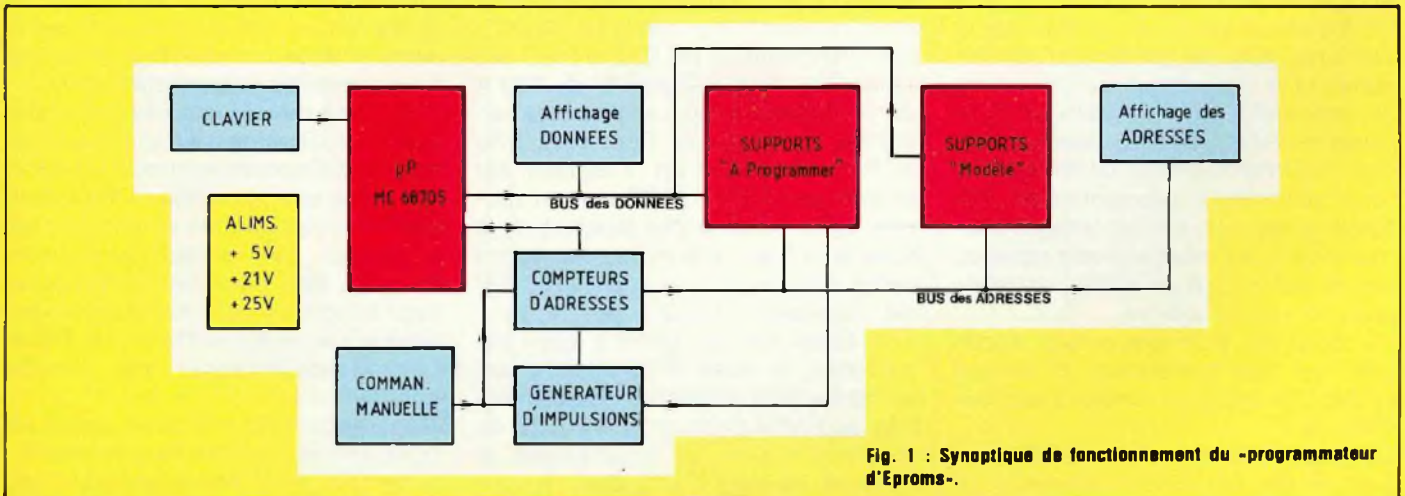 CLAVIER
µP
MC 68705
Affichage
DONNEES
SUPPORTS
"A Programmer"
SUPPORTS
"Modèle"
Affichage des
ADRESSES
BUS des DONNEES
ALIMS.
+ 5V
+21V
+25V
COMPTEURS
D'ADRESSES
BUS des ADRESSES
COMMAN.
MANUELLE
GENERATEUR
D'IMPULSIONS
Fig. 1 : Synoptique de fonctionnement du «programmateur
d'Eproms».